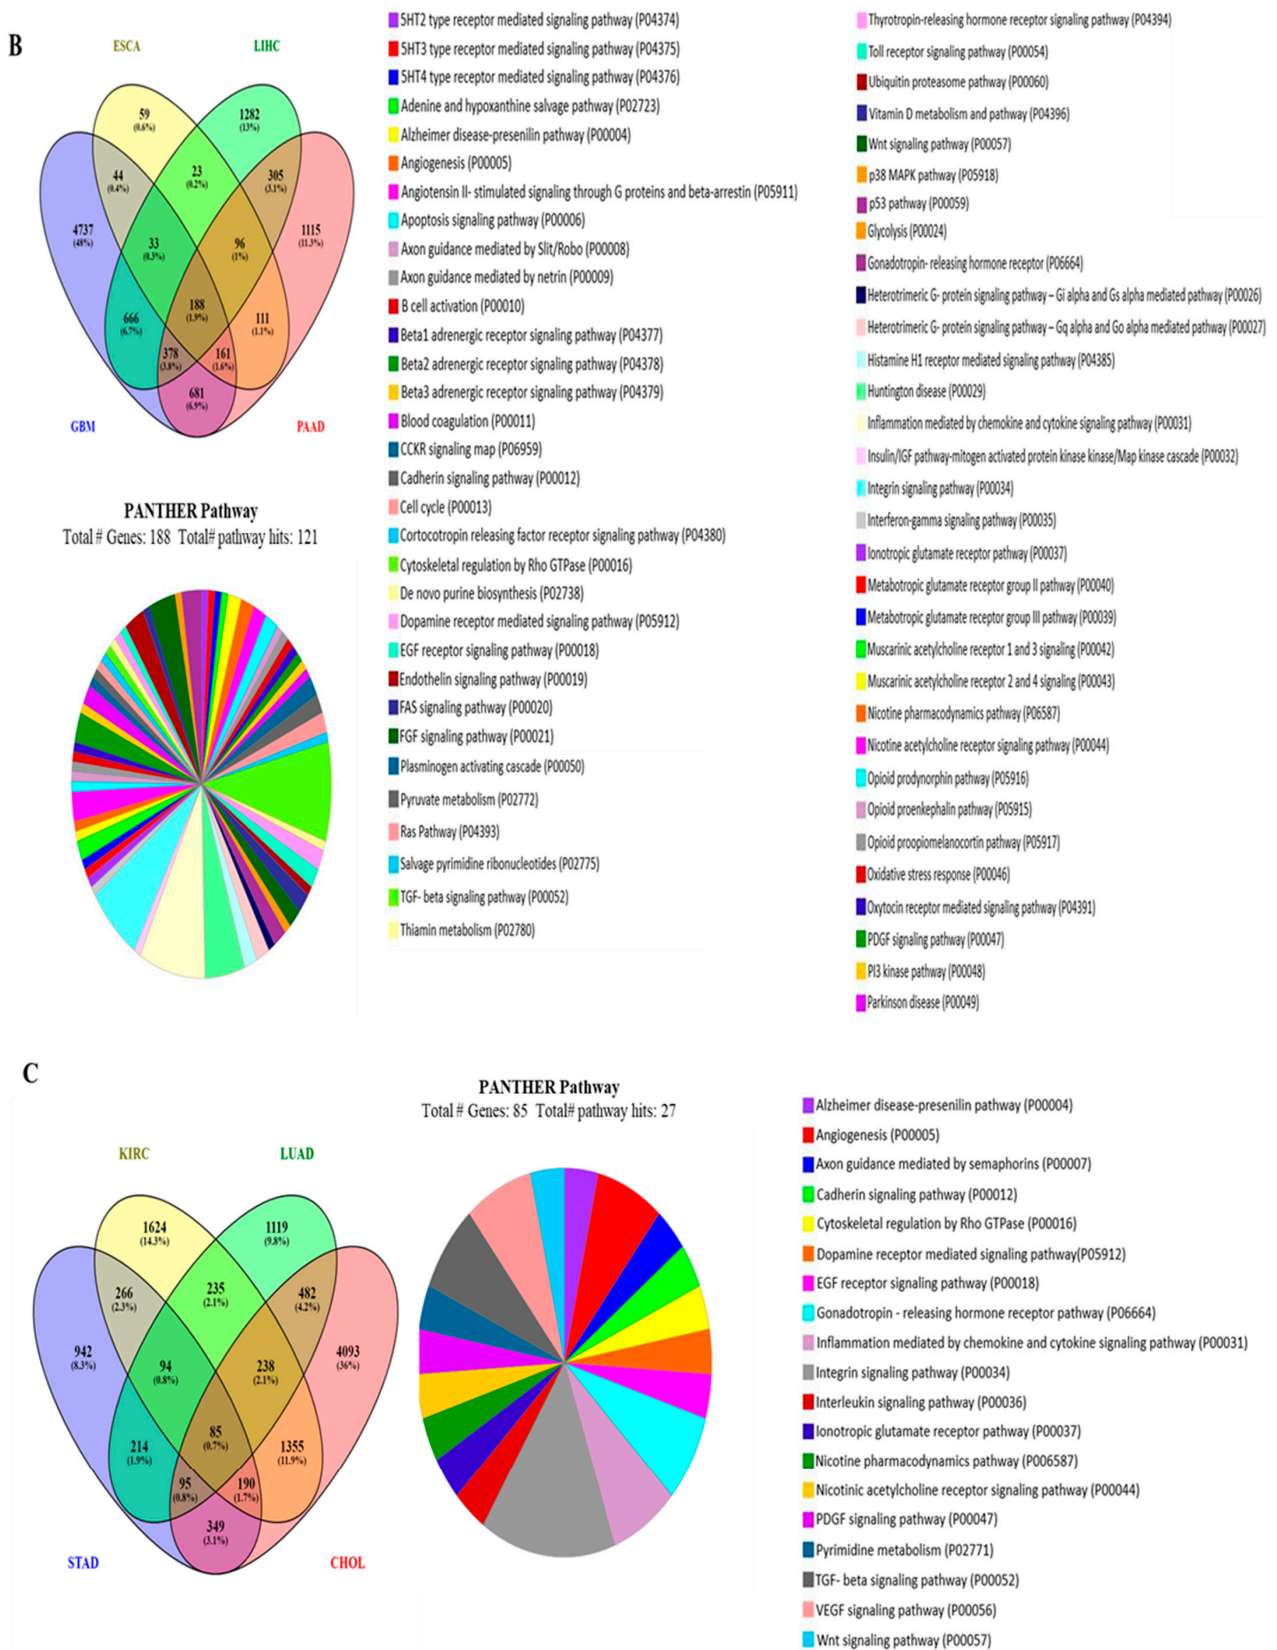 B
ESCA
LIHC
59
(0.6%)
1282
(13%)
44
(0.4%)
23
(0.2%)
305
(3.1%)
4737
(48%)
33
(0.3%)
96
(1%)
1115
(11.3%)
188
(1.9%)
666
(6.7%)
111
(1.1%)
378
(3.8%)
161
(1.6%)
681
(6.9%)
GBM
PAAD
PANTHER Pathway
Total # Genes: 188 Total# pathway hits: 121
5HT2 type receptor mediated signaling pathway (P04374)
5HT3 type receptor mediated signaling pathway (P04375)
5HT4 type receptor mediated signaling pathway (P04376)
Adenine and hypoxanthine salvage pathway (P02723)
Alzheimer disease-presenilin pathway (P00004)
Angiogenesis (P00005)
Angiotensin II- stimulated signaling through G proteins and beta-arrestin (P05911)
Apoptosis signaling pathway (P00006)
Axon guidance mediated by Slit/Robo (P00008)
Axon guidance mediated by netrin (P00009)
B cell activation (P00010)
Beta1 adrenergic receptor signaling pathway (P04377)
Beta2 adrenergic receptor signaling pathway (P04378)
Beta3 adrenergic receptor signaling pathway (P04379)
Blood coagulation (P00011)
CCKR signaling map (P06959)
Cadherin signaling pathway (P00012)
Cell cycle (P00013)
Cortocotropin releasing factor receptor signaling pathway (P04380)
Cytoskeletal regulation by Rho GTPase (P00016)
De novo purine biosynthesis (P02738)
Dopamine receptor mediated signaling pathway (P05912)
EGF receptor signaling pathway (P00018)
Endothelin signaling pathway (P00019)
FAS signaling pathway (P00020)
FGF signaling pathway (P00021)
Plasminogen activating cascade (P00050)
Pyruvate metabolism (P02772)
Ras Pathway (P04393)
Salvage pyrimidine ribonucleotides (P02775)
TGF- beta signaling pathway (P00052)
Thiamin metabolism (P02780)
Thyrotropin-releasing hormone receptor signaling pathway (P04394)
Toll receptor signaling pathway (P00054)
Ubiquitin proteasome pathway (P00060)
Vitamin D metabolism and pathway (P04396)
Wnt signaling pathway (P00057)
p38 MAPK pathway (P05918)
p53 pathway (P00059)
Glycolysis (P00024)
Gonadotropin- releasing hormone receptor (P06664)
Heterotrimeric G- protein signaling pathway – Gi alpha and Gs alpha mediated pathway (P00026)
Heterotrimeric G- protein signaling pathway – Gq alpha and Go alpha mediated pathway (P00027)
Histamine H1 receptor mediated signaling pathway (P04385)
Huntington disease (P00029)
Inflammation mediated by chemokine and cytokine signaling pathway (P00031)
Insulin/IGF pathway-mitogen activated protein kinase kinase/Map kinase cascade (P00032)
Integrin signaling pathway (P00034)
Interferon-gamma signaling pathway (P00035)
Ionotropic glutamate receptor pathway (P00037)
Metabotropic glutamate receptor group II pathway (P00040)
Metabotropic glutamate receptor group III pathway (P00039)
Muscarinic acetylcholine receptor 1 and 3 signaling (P00042)
Muscarinic acetylcholine receptor 2 and 4 signaling (P00043)
Nicotine pharmacodynamics pathway (P06587)
Nicotine acetylcholine receptor signaling pathway (P00044)
Opioid prodynorphin pathway (P05916)
Opioid proenkephalin pathway (P05915)
Opioid proopiomelanocortin pathway (P05917)
Oxidative stress response (P00046)
Oxytocin receptor mediated signaling pathway (P04391)
PDGF signaling pathway (P00047)
PI3 kinase pathway (P00048)
Parkinson disease (P00049)
C
KIRC
LUAD
1624
(14.3%)
1119
(9.8%)
266
(2.3%)
235
(2.1%)
482
(4.2%)
942
(8.3%)
94
(0.8%)
238
(2.1%)
4093
(36%)
85
(0.7%)
214
(1.9%)
1355
(11.9%)
95
(0.8%)
190
(1.7%)
349
(3.1%)
STAD
CHOL
PANTHER Pathway
Total # Genes: 85 Total# pathway hits: 27
Alzheimer disease-presenilin pathway (P00004)
Angiogenesis (P00005)
Axon guidance mediated by semaphorins (P00007)
Cadherin signaling pathway (P00012)
Cytoskeletal regulation by Rho GTPase (P00016)
Dopamine receptor mediated signaling pathway(P05912)
EGF receptor signaling pathway (P00018)
Gonadotropin - releasing hormone receptor pathway (P06664)
Inflammation mediated by chemokine and cytokine signaling pathway (P00031)
Integrin signaling pathway (P00034)
Interleukin signaling pathway (P00036)
Ionotropic glutamate receptor pathway (P00037)
Nicotine pharmacodynamics pathway (P006587)
Nicotinic acetylcholine receptor signaling pathway (P00044)
PDGF signaling pathway (P00047)
Pyrimidine metabolism (P02771)
TGF- beta signaling pathway (P00052)
VEGF signaling pathway (P00056)
Wnt signaling pathway (P00057)